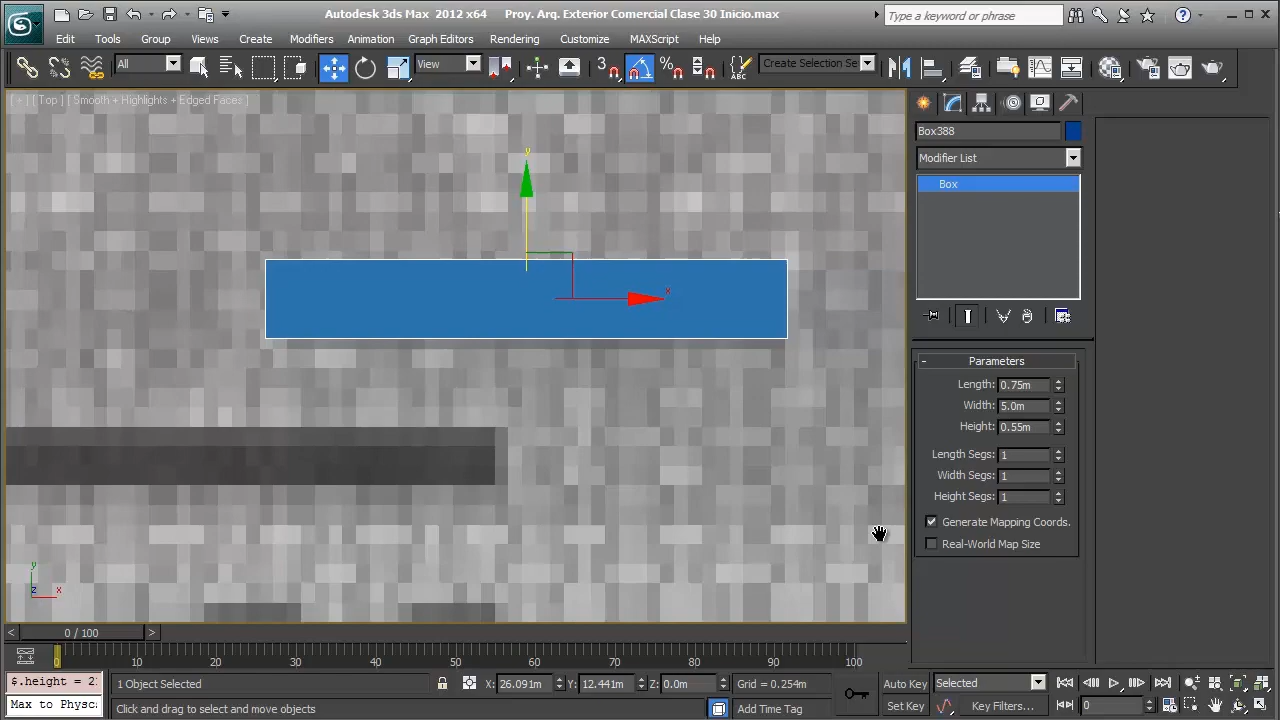 Autodesk 3ds Max 2012 x64 Proy. Arq. Exterior Comercial Clase 30 Inicio.max
Type a keyword or phrase
Edit Tools Group Views Create Modifiers Animation Graph Editors Rendering Customize MAXScript Help
All View 3 Create Selection Se
[ + ] [ Top ] [ Smooth + Highlights + Edged Faces ]
Box388
Modifier List
Box
y
x
- Parameters
Length: 0.75m
Width: 5.0m
Height: 0.55m
Length Segs: 1
Width Segs: 1
Height Segs: 1
Generate Mapping Coords.
Real-World Map Size
y
z x
< 0 / 100 >
0 10 20 30 40 50 60 70 80 90 100
$.height = 2
1 Object Selected X: 26.091m Y: 12.441m Z: 0.0m Grid = 0.254m Auto Key Selected
Max to Physc Click and drag to select and move objects Add Time Tag Set Key Key Filters... 0